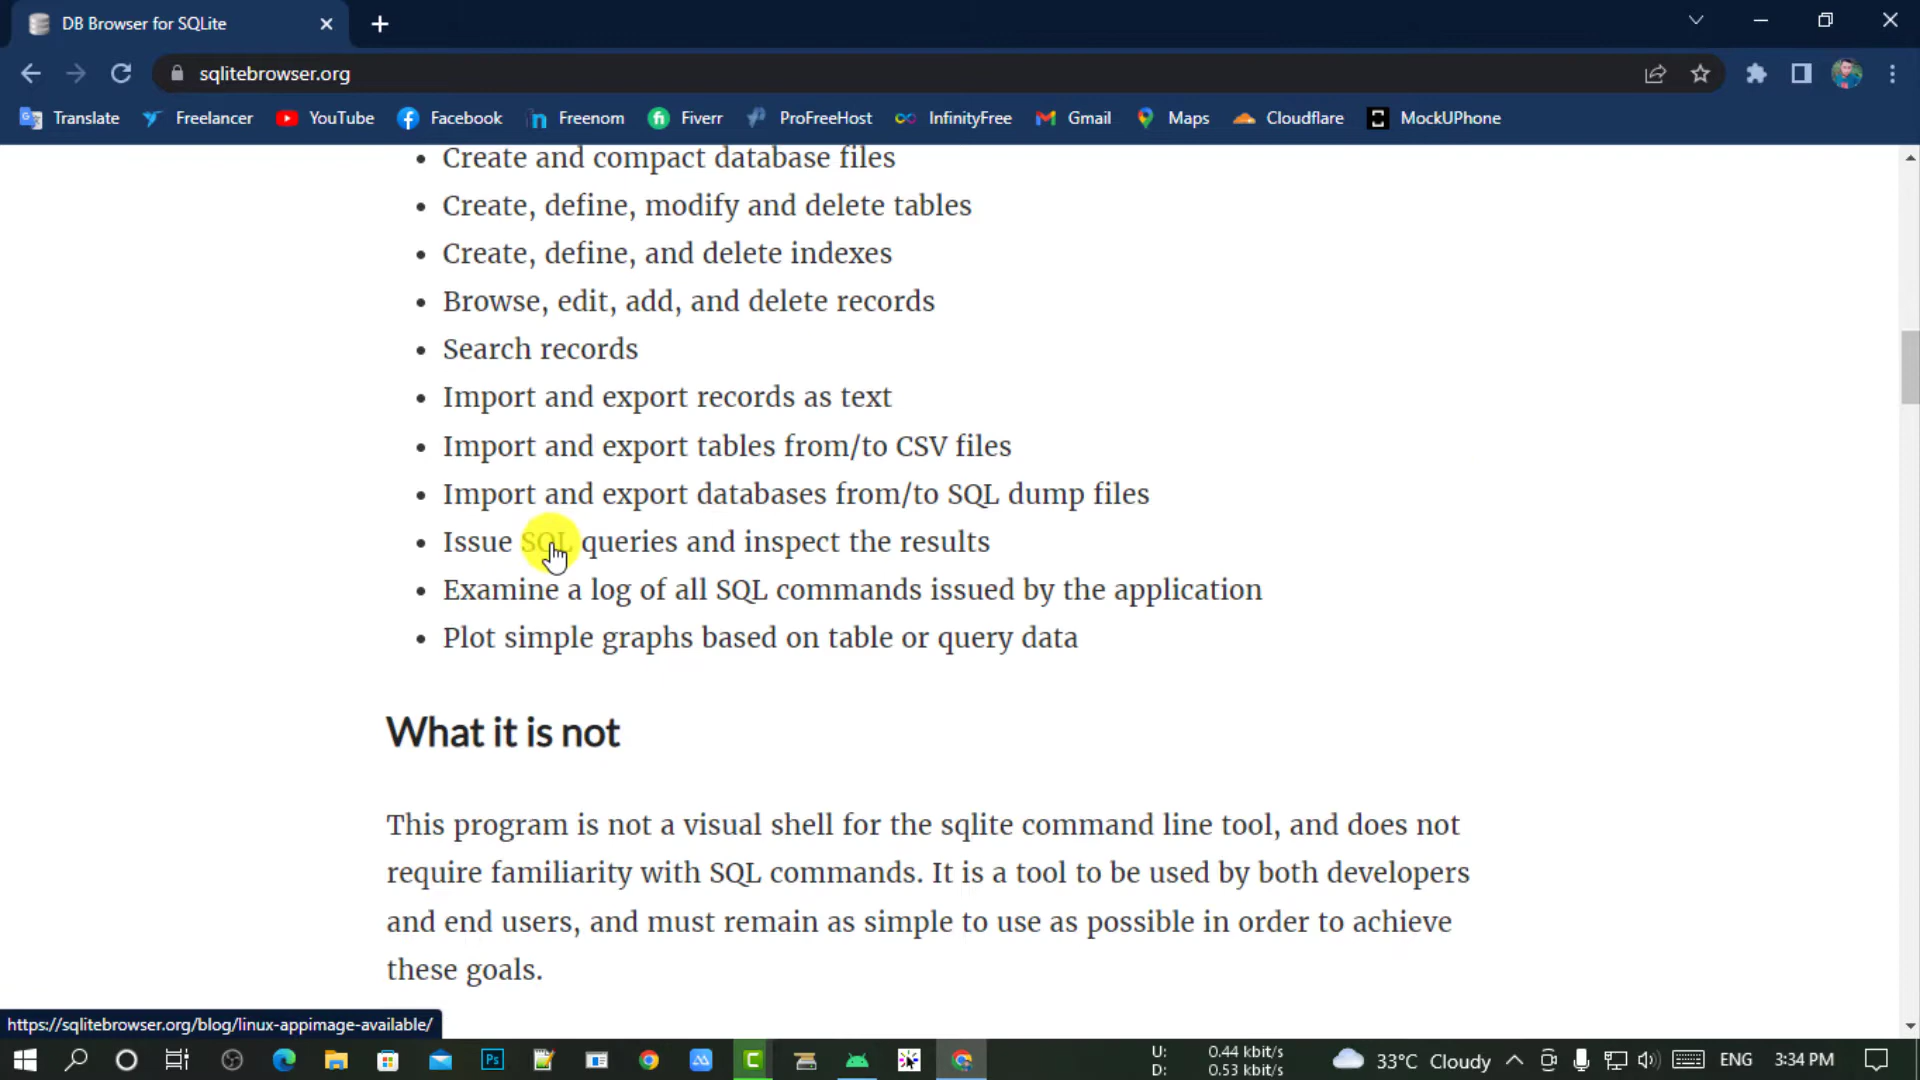 DB Browser for SQLite
sqlitebrowser.org
Translate Freelancer YouTube Facebook Freenom Fiverr ProFreeHost InfinityFree Gmail Maps Cloudflare MockUPhone
• Create and compact database files
• Create, define, modify and delete tables
• Create, define, and delete indexes
• Browse, edit, add, and delete records
• Search records
• Import and export records as text
• Import and export tables from/to CSV files
• Import and export databases from/to SQL dump files
• Issue SQL queries and inspect the results
• Examine a log of all SQL commands issued by the application
• Plot simple graphs based on table or query data
What it is not
This program is not a visual shell for the sqlite command line tool, and does not
require familiarity with SQL commands. It is a tool to be used by both developers
and end users, and must remain as simple to use as possible in order to achieve
these goals.
https://sqlitebrowser.org/blog/linux-appimage-available/
Ps C U: 0.44 kbit/s 33°C Cloudy ENG 3:34 PM
D: 0.53 kbit/s